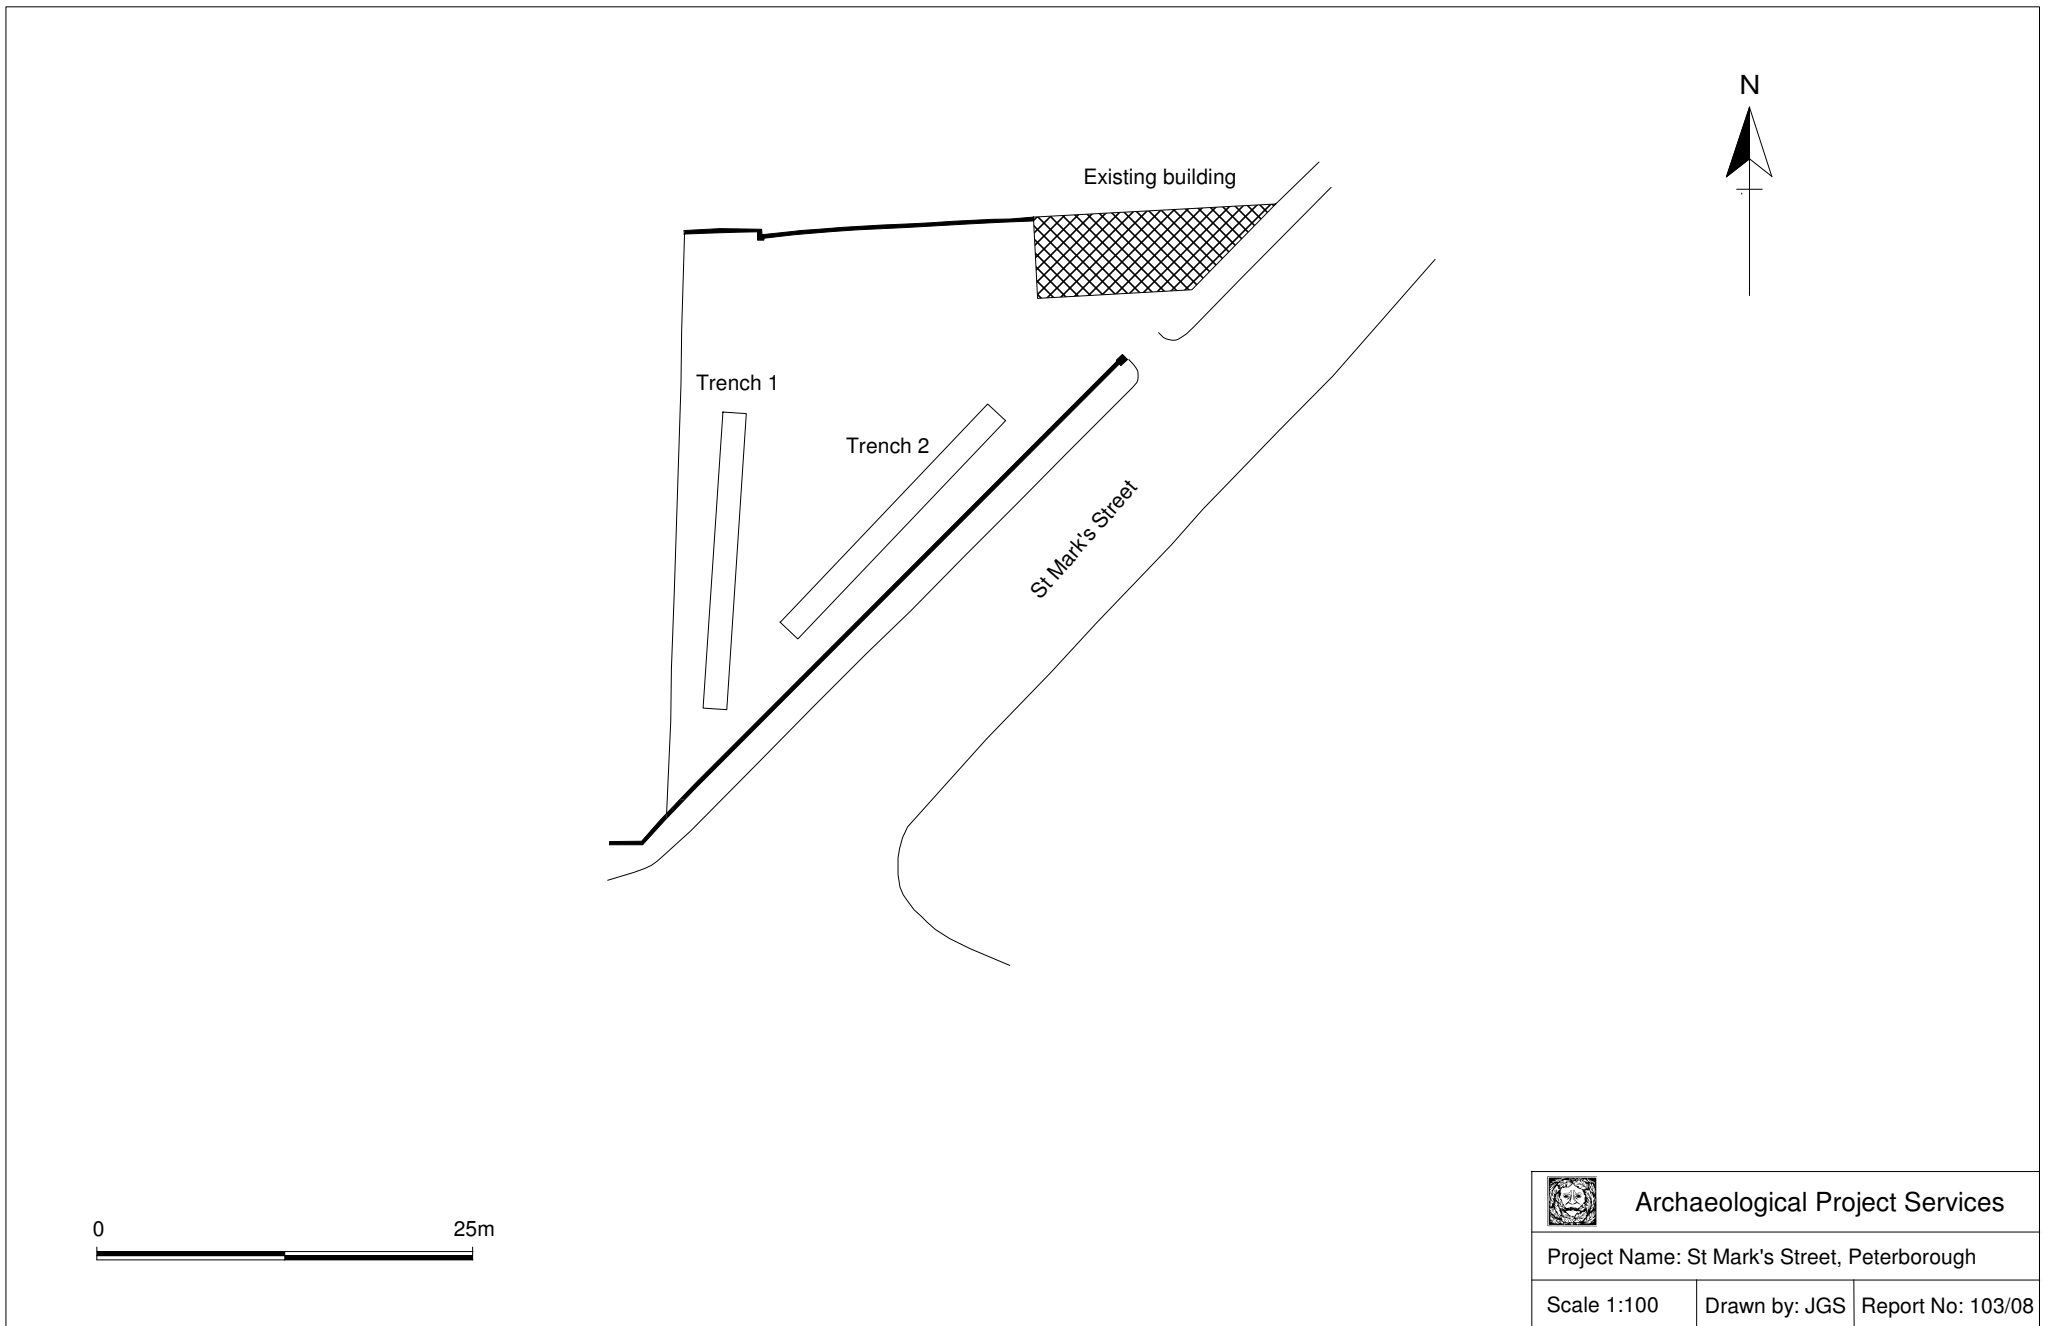 N
Existing building
Trench 1
Trench 2
St Mark's Street
0 25m
Archaeological Project Services
Project Name: St Mark's Street, Peterborough
Scale 1:100 Drawn by: JGS Report No: 103/08